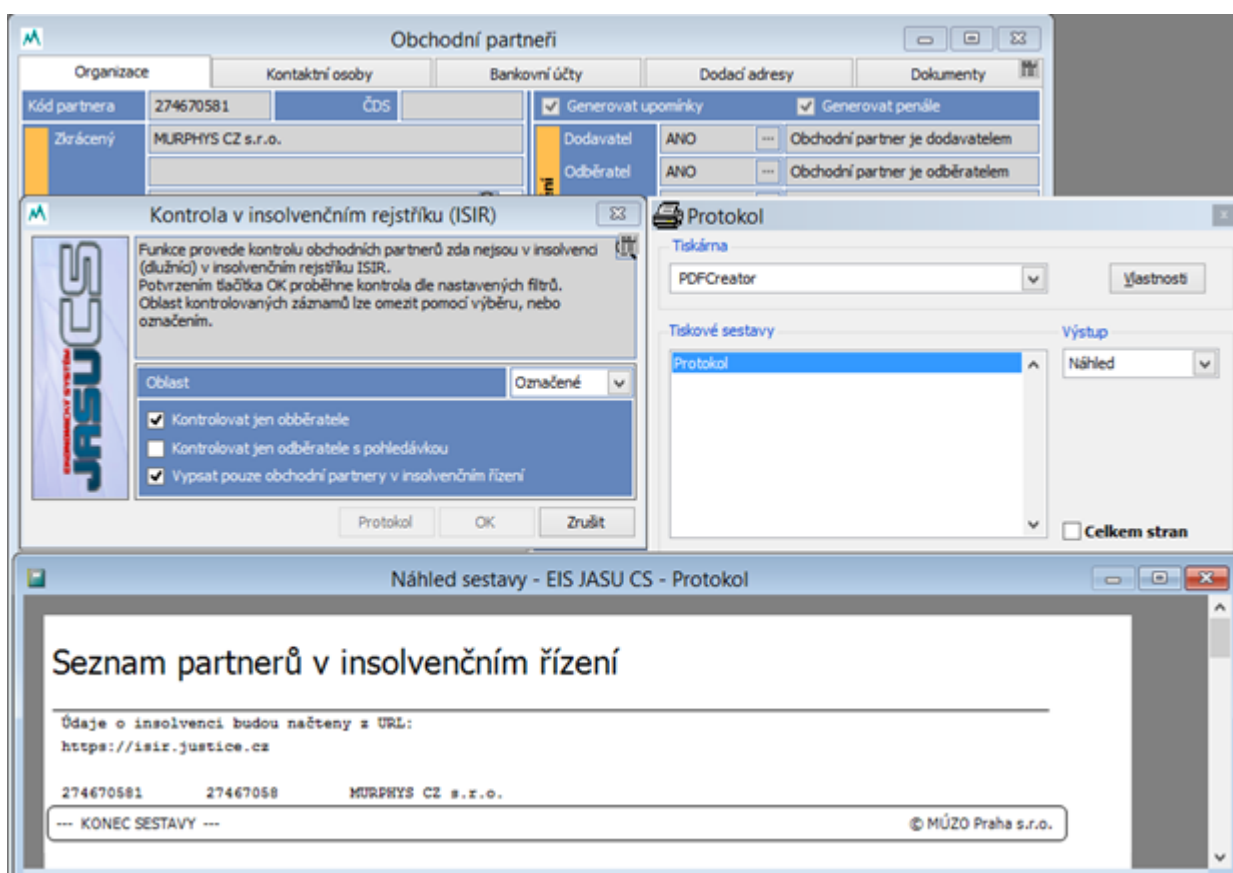 Obchodní partneři
Organizace Kontaktní osoby Bankovní účty Dodací adresy Dokumenty
Kód partnera 274670581 ČDS Generovat upomínky Generovat penále
Zkrácený MURPHYS CZ s.r.o. Dodavatel ANO ... Obchodní partner je dodavatelem
Odběratel ANO ... Obchodní partner je odběratelem
Kontrola v insolvenčním rejstříku (ISIR)
Funkce provede kontrolu obchodních partnerů zda nejsou v insolvenci
(dlužníci) v insolvenčním rejstříku ISIR.
Potvrzením tlačítka OK proběhne kontrola dle nastavených filtrů.
Oblast kontrolovaných záznamů lze omezit pomocí výběru, nebo
označením.
EKONOMICKÝ SYSTÉM
JASU CS
Oblast Označené
Kontrolovat jen obběratele
Kontrolovat jen odběratele s pohledávkou
Vypsat pouze obchodní partnery v insolvenčním řízení
Protokol OK Zrušit
Protokol
Tiskárna
PDFCreator Vlastnosti
Tiskové sestavy Výstup
Protokol Náhled
Celkem stran
Náhled sestavy - EIS JASU CS - Protokol
Seznam partnerů v insolvenčním řízení
Údaje o insolvenci budou načteny z URL:
https://isir.justice.cz
274670581 27467058 MURPHYS CZ s.r.o.
--- KONEC SESTAVY --- © MÚZO Praha s.r.o.